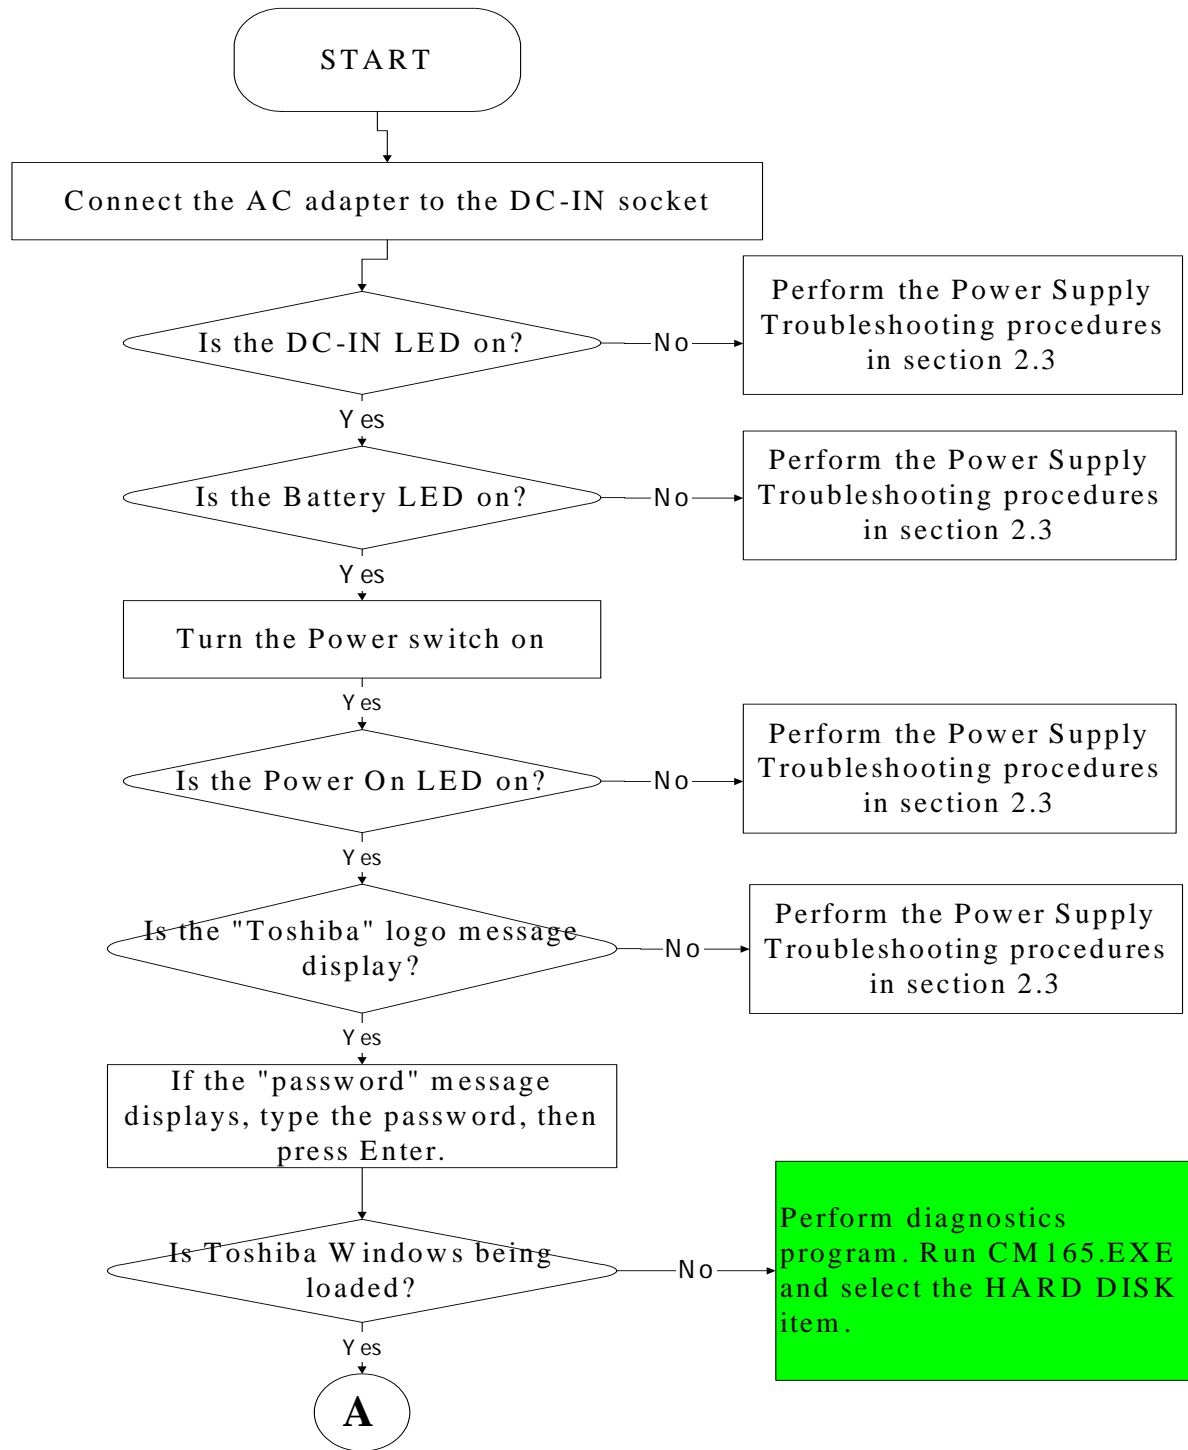 START
Connect the AC adapter to the DC-IN socket
Is the DC-IN LED on?
No
Perform the Power Supply
Troubleshooting procedures
in section 2.3
Yes
Is the Battery LED on?
No
Perform the Power Supply
Troubleshooting procedures
in section 2.3
Yes
Turn the Power switch on
Yes
Is the Power On LED on?
No
Perform the Power Supply
Troubleshooting procedures
in section 2.3
Yes
Is the "Toshiba" logo message
display?
No
Perform the Power Supply
Troubleshooting procedures
in section 2.3
Yes
If the "password" message
displays, type the password, then
press Enter.
Is Toshiba Windows being
loaded?
No
Perform diagnostics
program. Run CM165.EXE
and select the HARD DISK
item.
Yes
A